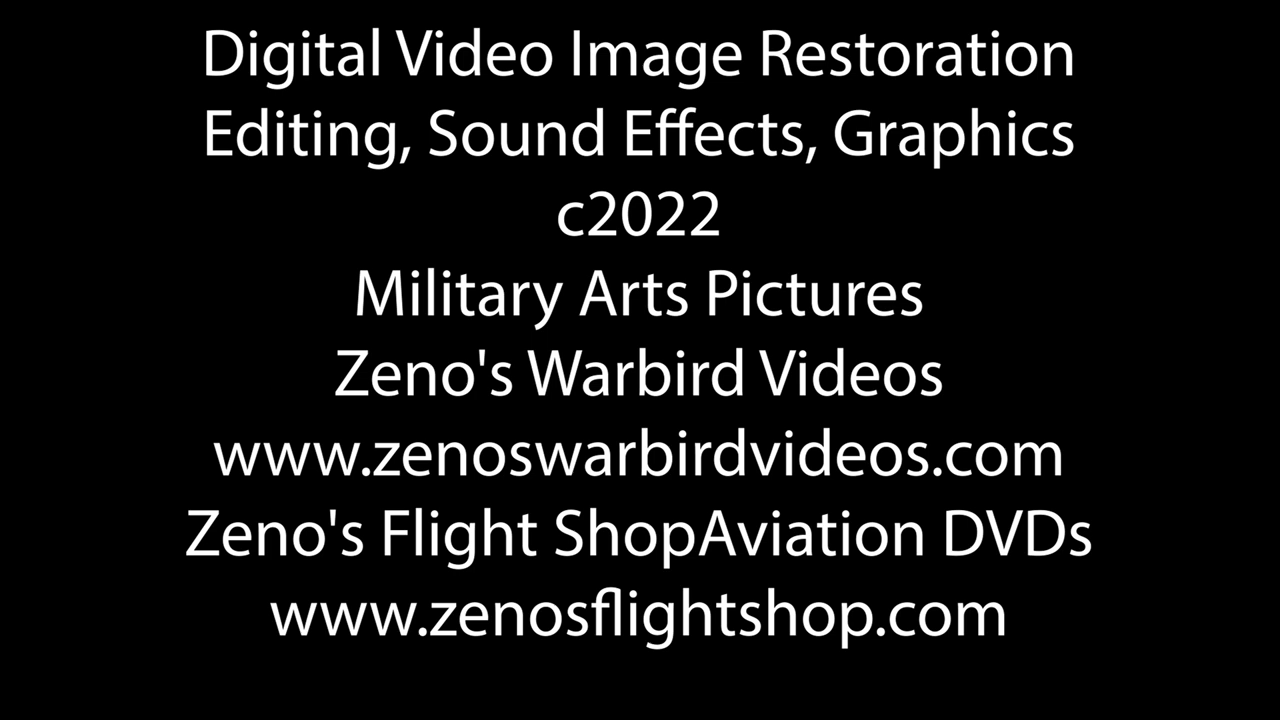 Digital Video Image Restoration
Editing, Sound Effects, Graphics
c2022
Military Arts Pictures
Zeno's Warbird Videos
www.zenoswarbirdvideos.com
Zeno's Flight ShopAviation DVDs
www.zenosflightshop.com